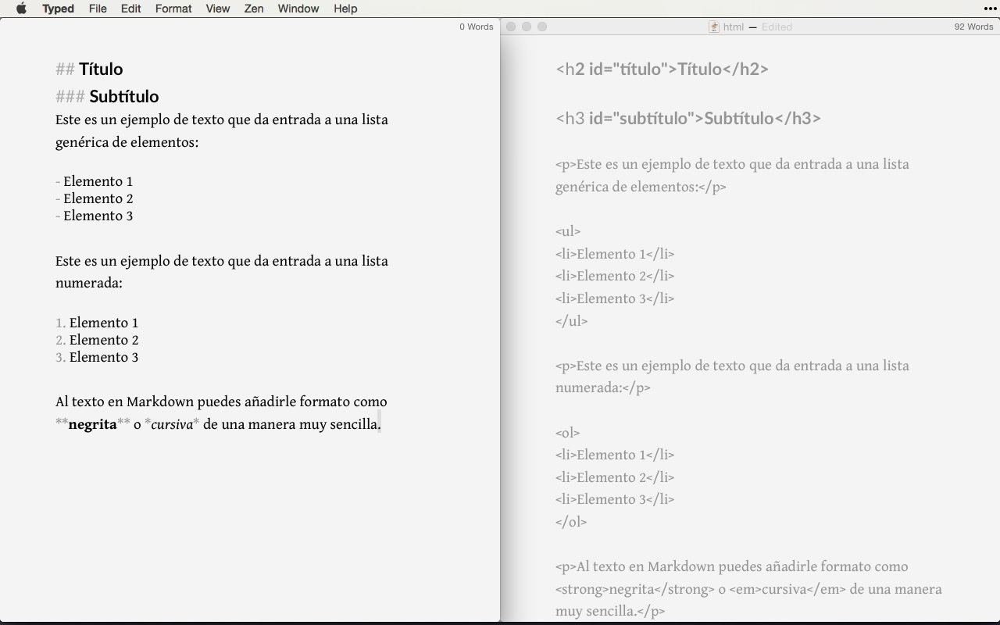 Typed File Edit Format View Zen Window Help
0 Words
## Título
### Subtítulo
Este es un ejemplo de texto que da entrada a una lista
genérica de elementos:
- Elemento 1
- Elemento 2
- Elemento 3
Este es un ejemplo de texto que da entrada a una lista
numerada:
1. Elemento 1
2. Elemento 2
3. Elemento 3
Al texto en Markdown puedes añadirle formato como
**negrita** o *cursiva* de una manera muy sencilla.
html — Edited
92 Words
<h2 id="título">Título</h2>
<h3 id="subtítulo">Subtítulo</h3>
<p>Este es un ejemplo de texto que da entrada a una lista
genérica de elementos:</p>
<ul>
<li>Elemento 1</li>
<li>Elemento 2</li>
<li>Elemento 3</li>
</ul>
<p>Este es un ejemplo de texto que da entrada a una lista
numerada:</p>
<ol>
<li>Elemento 1</li>
<li>Elemento 2</li>
<li>Elemento 3</li>
</ol>
<p>Al texto en Markdown puedes añadirle formato como
<strong>negrita</strong> o <em>cursiva</em> de una manera
muy sencilla.</p>